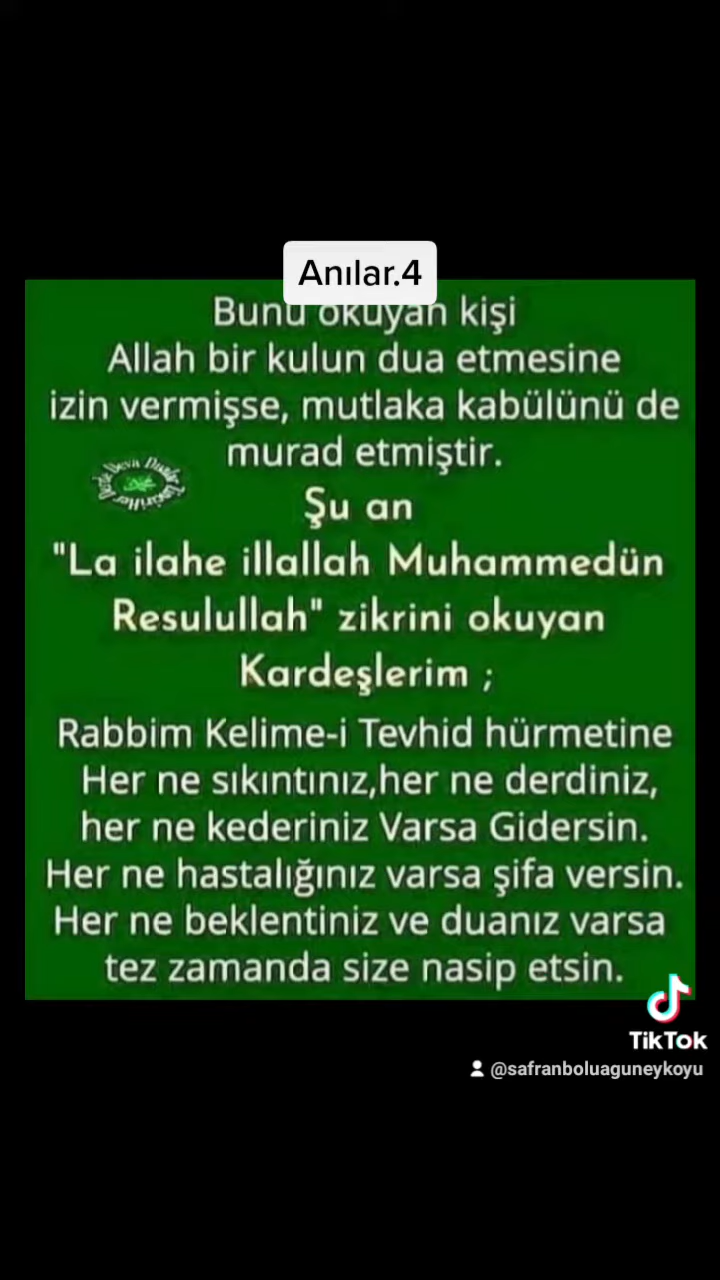 Anılar.4
Bunu okuyan kişi
Allah bir kulun dua etmesine
izin vermişse, mutlaka kabülünü de
murad etmiştir.
Şu an
"La ilahe illallah Muhammedün
Resulullah" zikrini okuyan
Kardeşlerim ;
Rabbim Kelime-i Tevhid hürmetine
Her ne sıkıntınız,her ne derdiniz,
her ne kederiniz Varsa Gidersin.
Her ne hastalığınız varsa şifa versin.
Her ne beklentiniz ve duanız varsa
tez zamanda size nasip etsin.
TikTok
@safranboluaguneykoyu